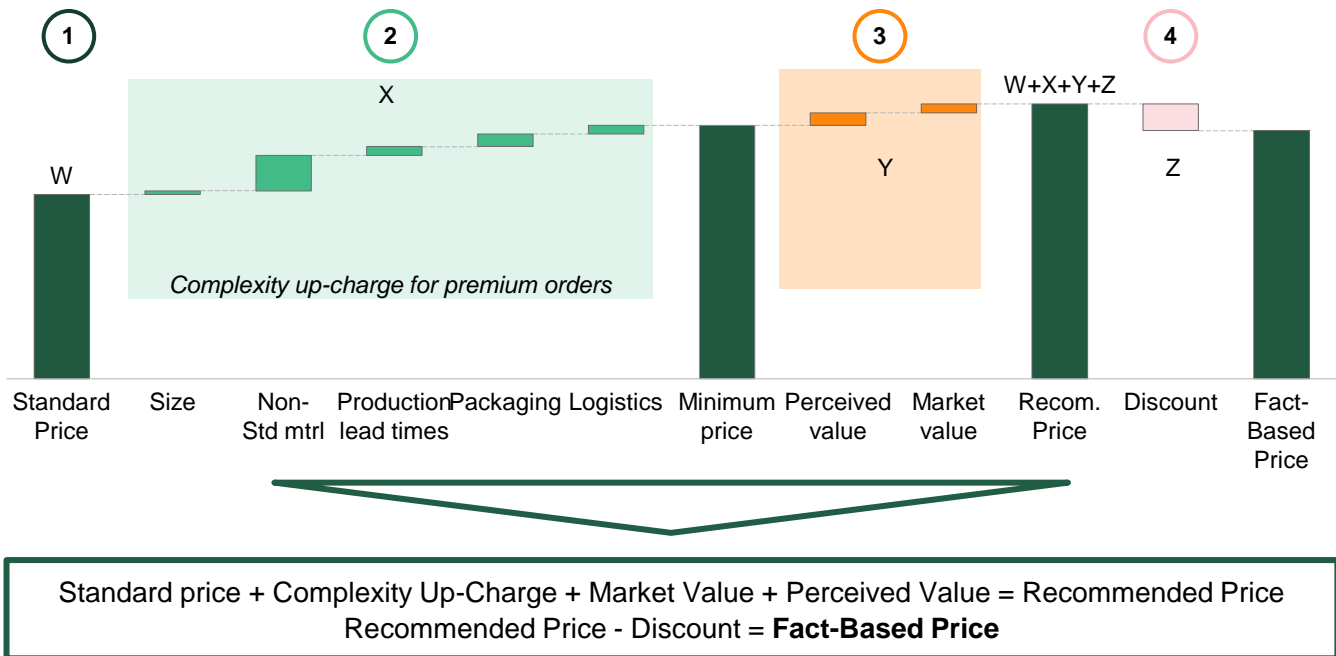 1
2
3
4
X
W+X+Y+Z
W
Y
Z
Complexity up-charge for premium orders
Standard
Price
Size
Non-
Std mtrl
Production
lead times
Packaging
Logistics
Minimum
price
Perceived
value
Market
value
Recom.
Price
Discount
Fact-
Based
Price
Standard price + Complexity Up-Charge + Market Value + Perceived Value = Recommended Price
Recommended Price - Discount = Fact-Based Price